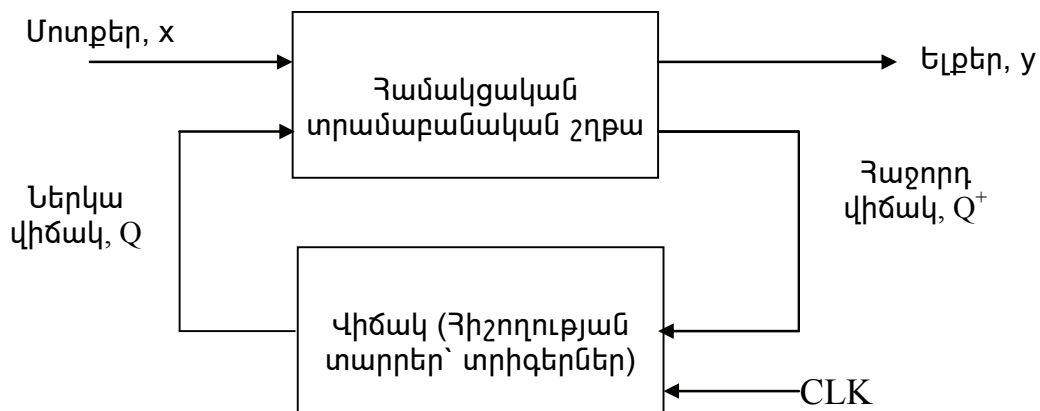 Մուտքեր, x
Համակցական
տրամաբանական շղթա
Ելքեր, y
Ներկա
վիճակ, Q
Հաջորդ
վիճակ, Q⁺
Վիճակ (Հիշողության
տարրեր՝ տրիգերներ)
CLK